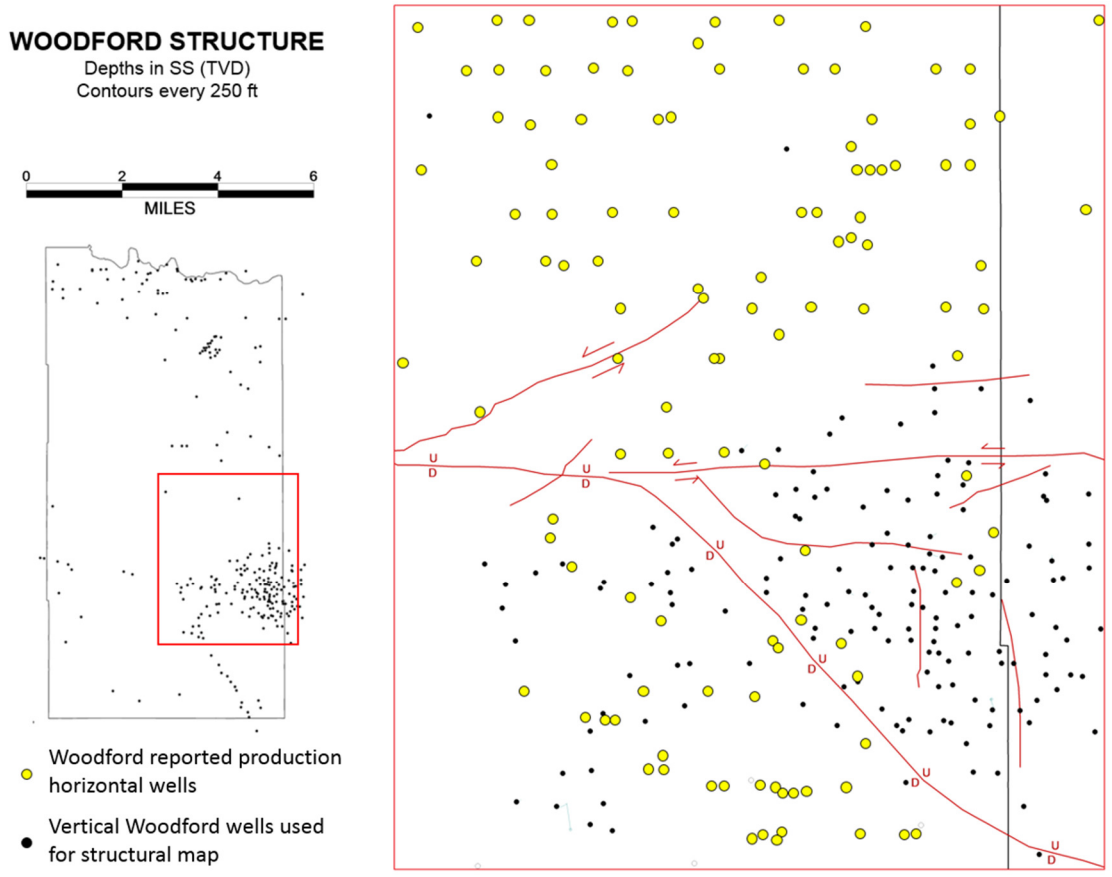 WOODFORD STRUCTURE
Depths in SS (TVD)
Contours every 250 ft
0 2 4 6
MILES
Woodford reported production
horizontal wells
Vertical Woodford wells used
for structural map
U
D
U
D
U
D
U
D
U
D
U
D